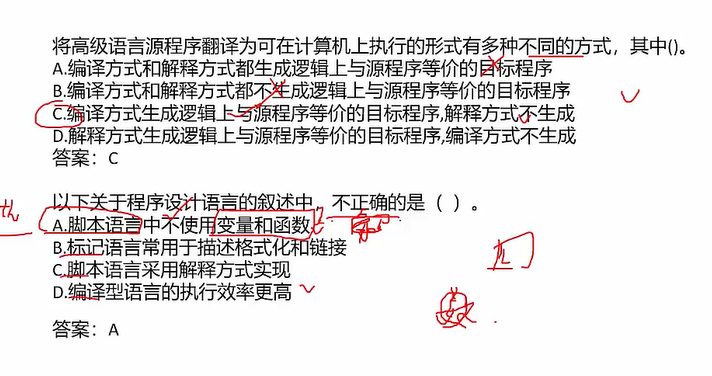 将高级语言源程序翻译为可在计算机上执行的形式有多种不同的方式，其中()。
A.编译方式和解释方式都生成逻辑上与源程序等价的目标程序
B.编译方式和解释方式都不生成逻辑上与源程序等价的目标程序
C.编译方式生成逻辑上与源程序等价的目标程序,解释方式不生成
D.解释方式生成逻辑上与源程序等价的目标程序,编译方式不生成
答案：C
以下关于程序设计语言的叙述中，不正确的是（ ）。
A.脚本语言中不使用变量和函数
B.标记语言常用于描述格式化和链接
C.脚本语言采用解释方式实现
D.编译型语言的执行效率更高
答案：A